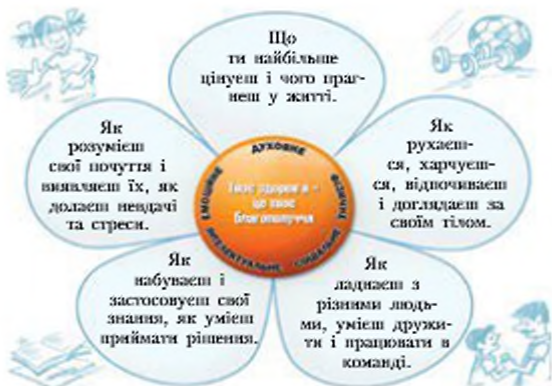 Що
ти найбільше
цінуєш і чого праг-
неш у житті.
Як
розумієш
свої почуття і
виявляєш їх, як
долаєш невдачі
та стреси.
Як
рухаєш-
ся, харчуєш-
ся, відпочиваєш
і доглядаєш за
своїм тілом.
ДУХОВНЕ
ЕМОЦІЙНЕ
ФІЗИЧНЕ
Твоє здоров'я –
це твоє
благополуччя
ІНТЕЛЕКТУАЛЬНЕ
СОЦІАЛЬНЕ
Як
набуваєш і
застосовуєш свої
знання, як умієш
приймати рішення.
Як
ладнаєш з
різними людь-
ми, умієш дружи-
ти і працювати в
команді.